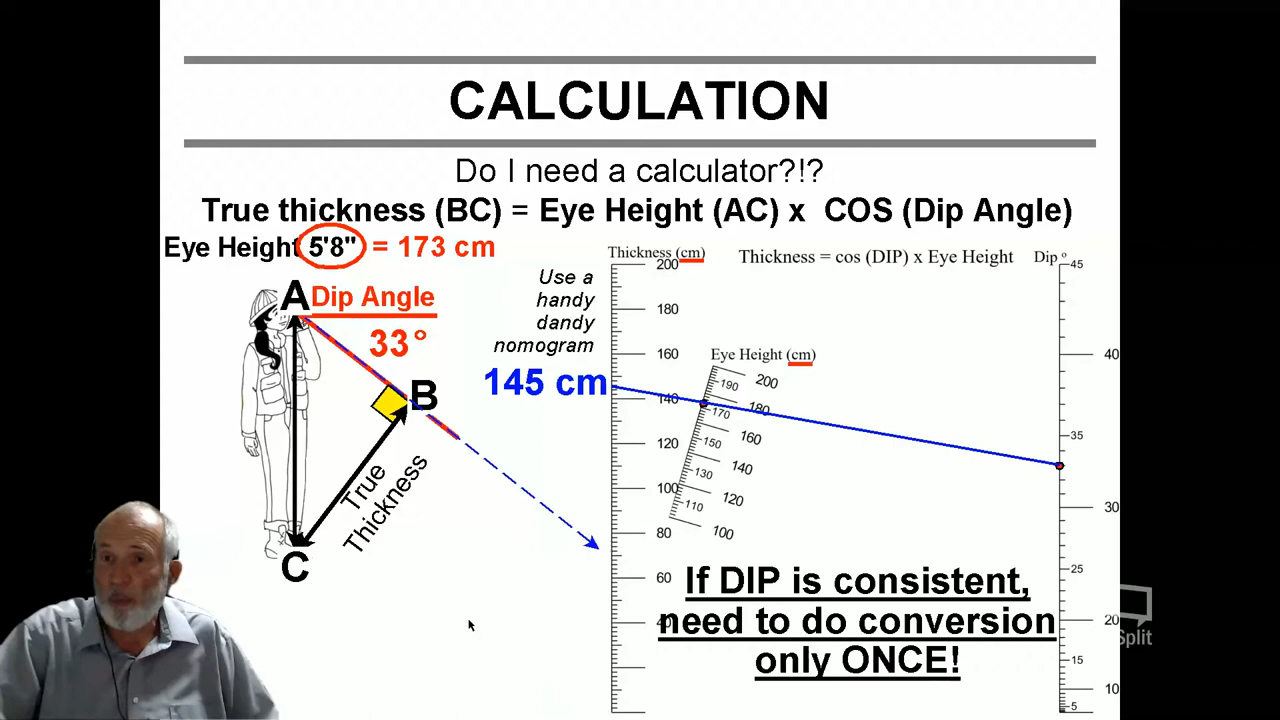 CALCULATION
Do I need a calculator?!?
True thickness (BC) = Eye Height (AC) x COS (Dip Angle)
Eye Height 5'8" = 173 cm
A
Dip Angle
33°
B
C
True
Thickness
Use a
handy
dandy
nomogram
145 cm
Thickness (cm)
Thickness = cos (DIP) x Eye Height
Dip º
200
180
160
140
120
100
80
60
40
Eye Height (cm)
200
190
180
170
160
150
140
130
120
110
100
45
40
35
30
25
20
15
10
5
If DIP is consistent,
need to do conversion
only ONCE!
Split